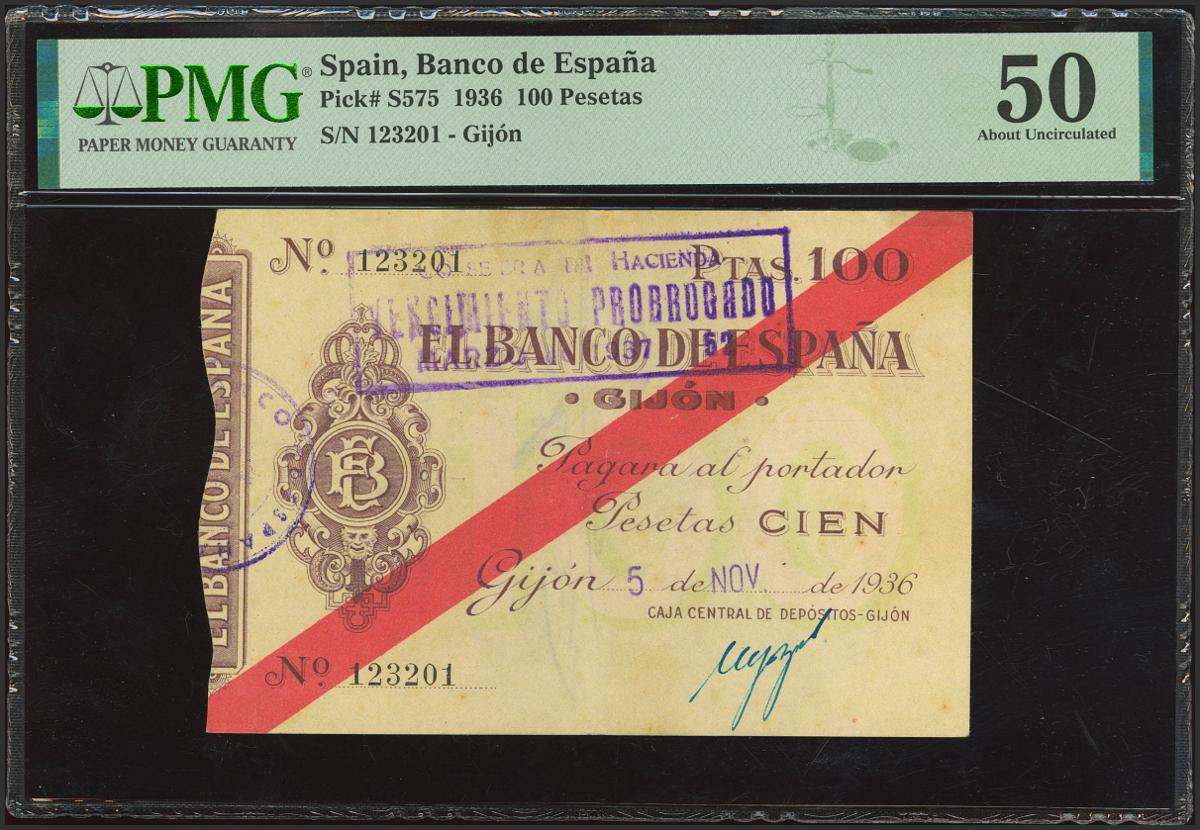 PMG®
PAPER MONEY GUARANTY
Spain, Banco de España
Pick# S575 1936 100 Pesetas
S/N 123201 - Gijón
50
About Uncirculated
Nº 123201
PTAS. 100
HACIENDA
VENCIMIENTO PRORROGADO
1937
EL BANCO DE ESPAÑA
• GIJÓN •
EL BANCO DE ESPAÑA
Pagara al portador
Pesetas CIEN
Gijón 5 de NOV. de 1936
CAJA CENTRAL DE DEPÓSITOS-GIJÓN
Nº 123201